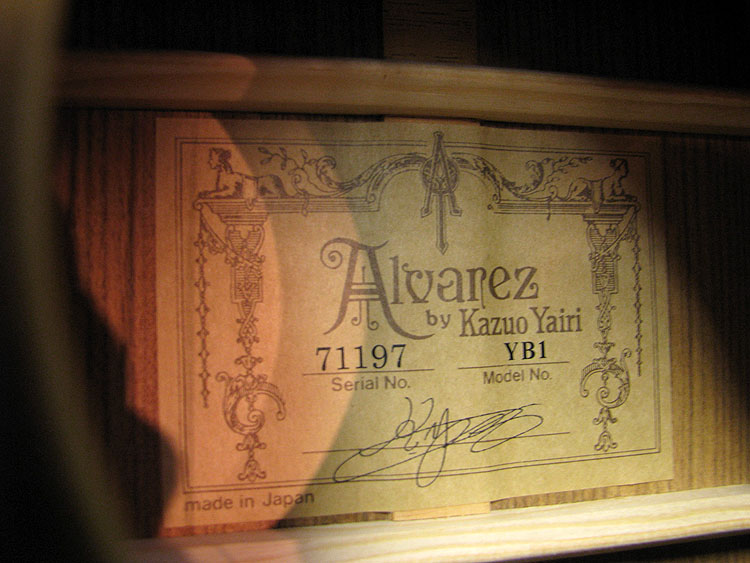 Alvarez
by Kazuo Yairi
71197 YB1
Serial No. Model No.
made in Japan